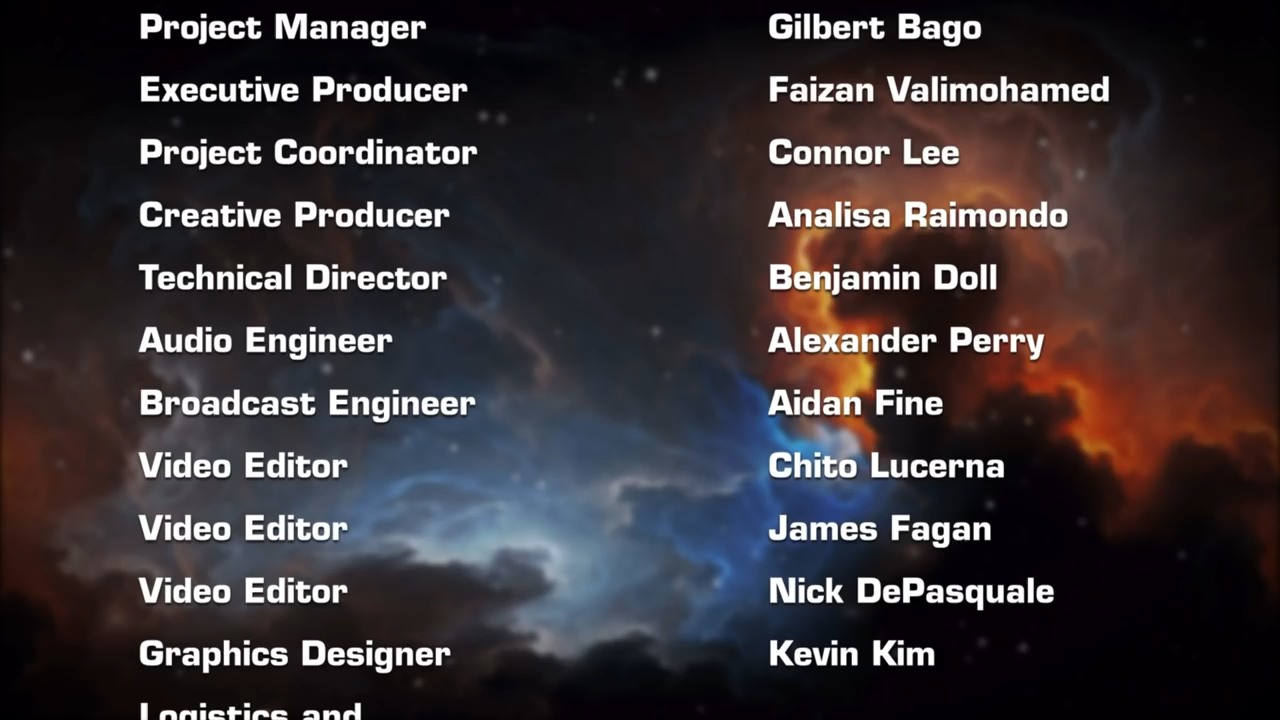 Project Manager Gilbert Bago
Executive Producer Faizan Valimohamed
Project Coordinator Connor Lee
Creative Producer Analisa Raimondo
Technical Director Benjamin Doll
Audio Engineer Alexander Perry
Broadcast Engineer Aidan Fine
Video Editor Chito Lucerna
Video Editor James Fagan
Video Editor Nick DePasquale
Graphics Designer Kevin Kim
Logistics and